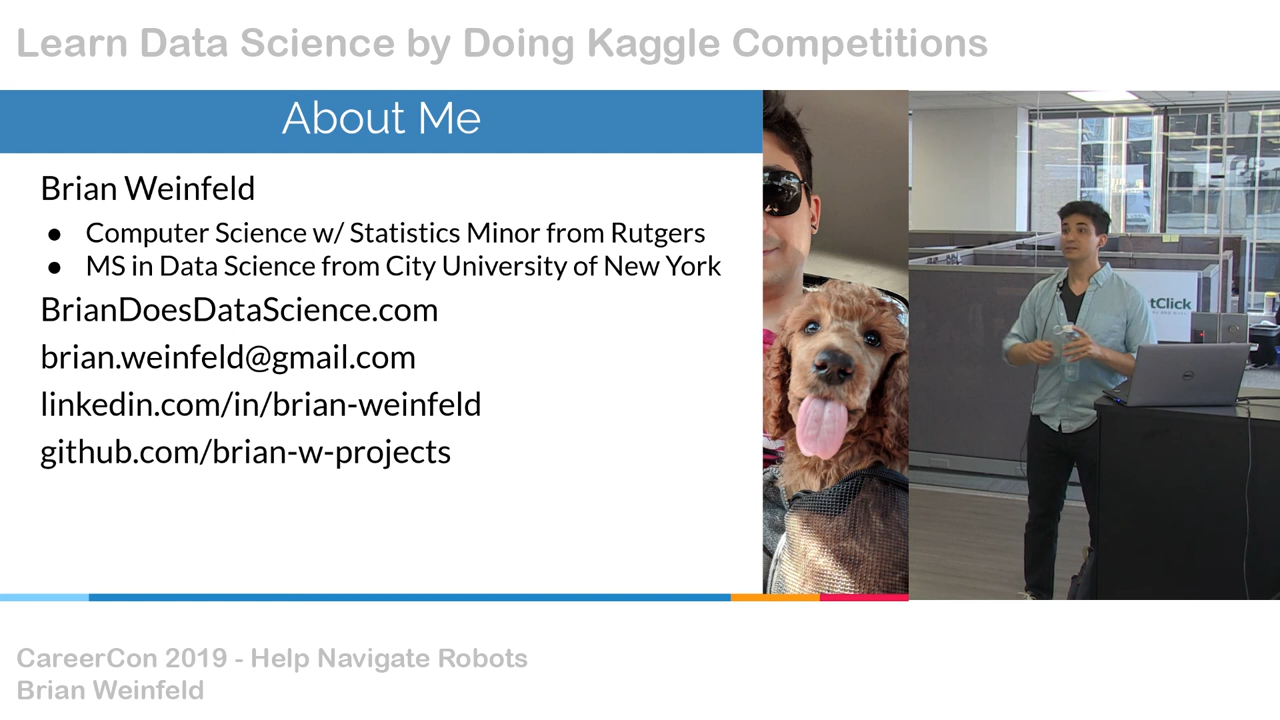 Learn Data Science by Doing Kaggle Competitions
About Me
Brian Weinfeld
● Computer Science w/ Statistics Minor from Rutgers
● MS in Data Science from City University of New York
BrianDoesDataScience.com
brian.weinfeld@gmail.com
linkedin.com/in/brian-weinfeld
github.com/brian-w-projects
tClick
DELL
CareerCon 2019 - Help Navigate Robots
Brian Weinfeld